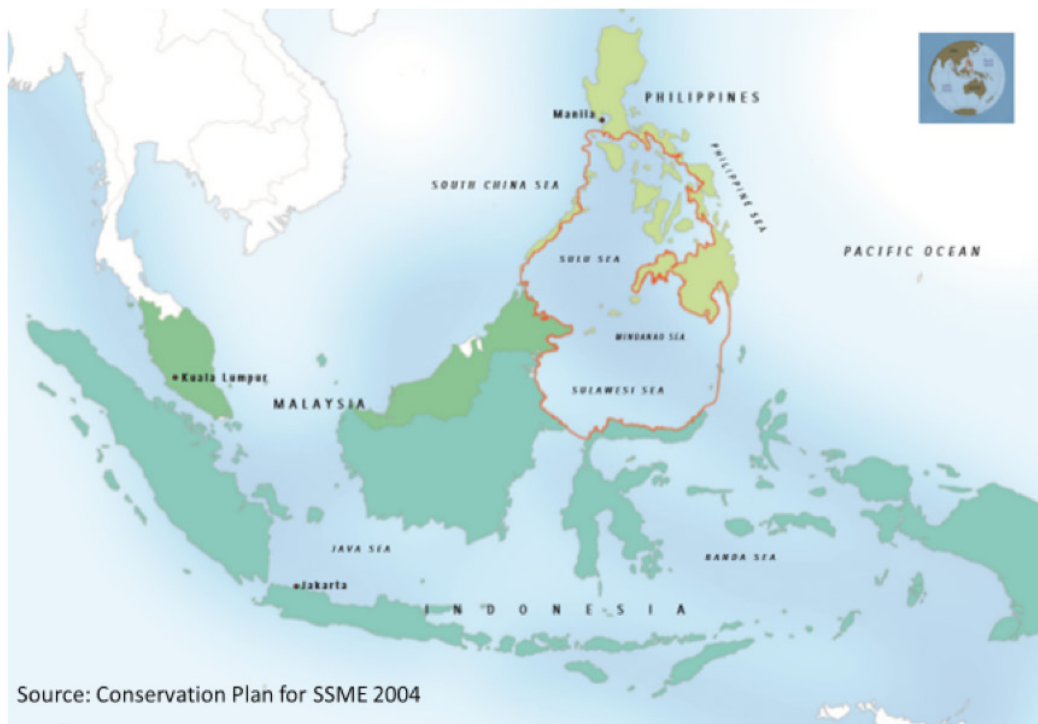 PHILIPPINES
Manila
PHILIPPINE SEA
SOUTH CHINA SEA
PACIFIC OCEAN
SULU SEA
MINDANAO SEA
Kuala Lumpur
SULAWESI SEA
MALAYSIA
JAVA SEA
BANDA SEA
Jakarta
INDONESIA
Source: Conservation Plan for SSME 2004